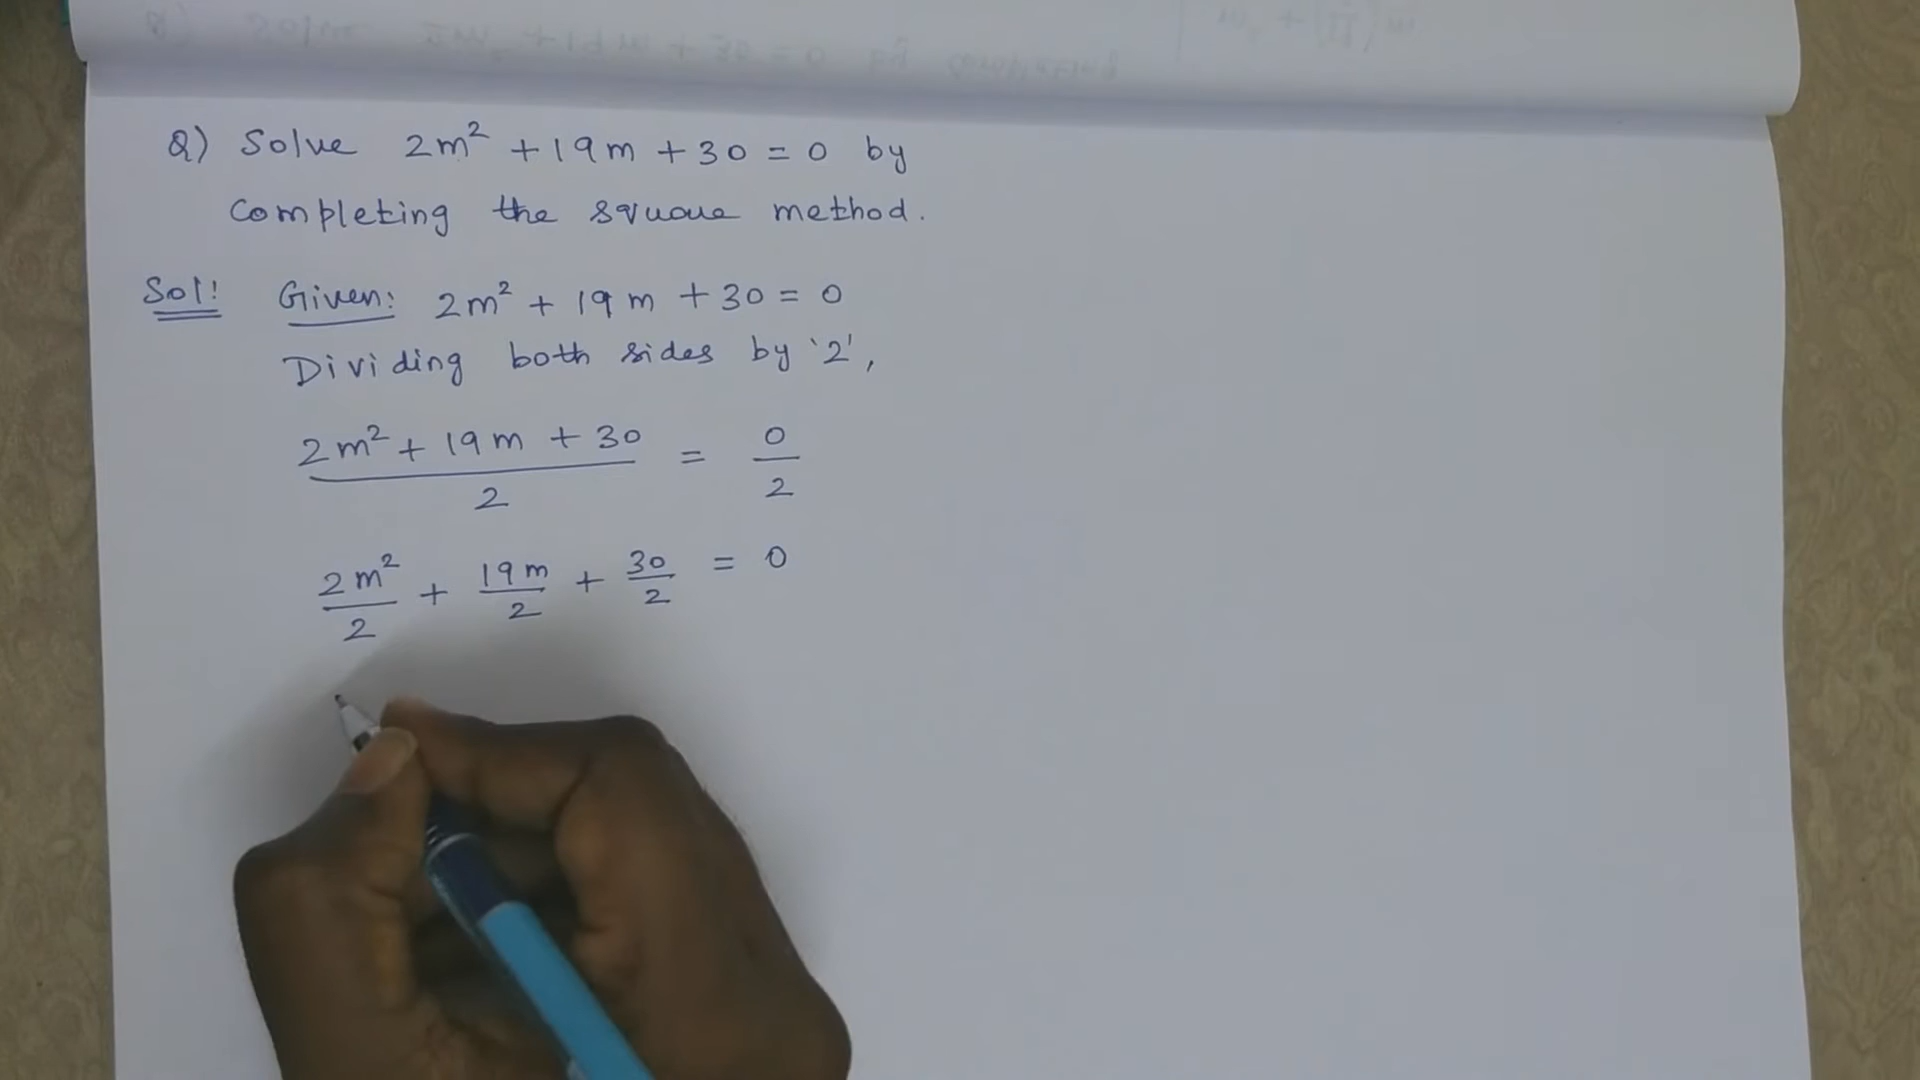 Q) Solve 2m² + 19m + 30 = 0 by
completing the square method.
Sol: Given: 2m² + 19m + 30 = 0
Dividing both sides by '2',
(2m² + 19m + 30)/2 = 0/2
2m²/2 + 19m/2 + 30/2 = 0